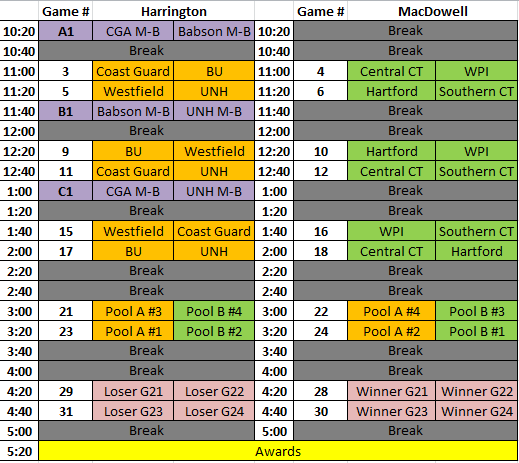 Game # Harrington Game # MacDowell
10:20 A1 CGA M-B Babson M-B 10:20 Break
10:40 Break 10:40 Break
11:00 3 Coast Guard BU 11:00 4 Central CT WPI
11:20 5 Westfield UNH 11:20 6 Hartford Southern CT
11:40 B1 Babson M-B UNH M-B 11:40 Break
12:00 Break 12:00 Break
12:20 9 BU Westfield 12:20 10 Hartford WPI
12:40 11 Coast Guard UNH 12:40 12 Central CT Southern CT
1:00 C1 CGA M-B UNH M-B 1:00 Break
1:20 Break 1:20 Break
1:40 15 Westfield Coast Guard 1:40 16 WPI Southern CT
2:00 17 BU UNH 2:00 18 Central CT Hartford
2:20 Break 2:20 Break
2:40 Break 2:40 Break
3:00 21 Pool A #3 Pool B #4 3:00 22 Pool A #4 Pool B #3
3:20 23 Pool A #1 Pool B #2 3:20 24 Pool A #2 Pool B #1
3:40 Break 3:40 Break
4:00 Break 4:00 Break
4:20 29 Loser G21 Loser G22 4:20 28 Winner G21 Winner G22
4:40 31 Loser G23 Loser G24 4:40 30 Winner G23 Winner G24
5:00 Break 5:00 Break
5:20 Awards